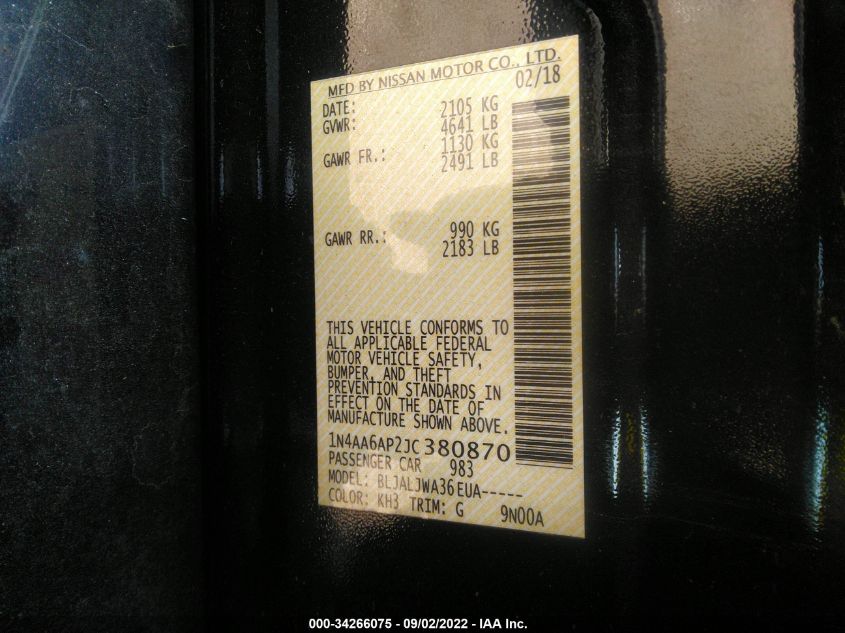 MFD BY NISSAN MOTOR CO., LTD.
DATE: 02/18
GVWR: 2105 KG
4641 LB
GAWR FR.: 1130 KG
2491 LB
GAWR RR.: 990 KG
2183 LB
THIS VEHICLE CONFORMS TO
ALL APPLICABLE FEDERAL
MOTOR VEHICLE SAFETY,
BUMPER, AND THEFT
PREVENTION STANDARDS IN
EFFECT ON THE DATE OF
MANUFACTURE SHOWN ABOVE.
1N4AA6AP2JC380870
PASSENGER CAR 983
MODEL: BLJALJWA36EUA-----
COLOR: KH3 TRIM: G 9N00A
000-34266075 - 09/02/2022 - IAA Inc.